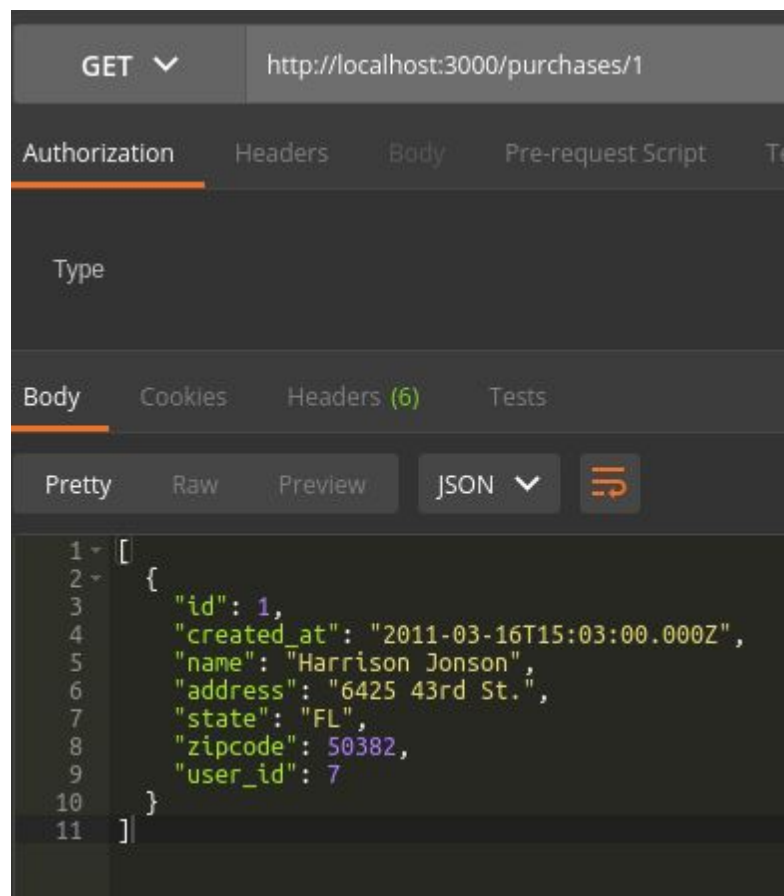 GET http://localhost:3000/purchases/1
Authorization Headers Body Pre-request Script Te
Type
Body Cookies Headers (6) Tests
Pretty Raw Preview JSON
1 [
2 {
3 "id": 1,
4 "created_at": "2011-03-16T15:03:00.000Z",
5 "name": "Harrison Jonson",
6 "address": "6425 43rd St.",
7 "state": "FL",
8 "zipcode": 50382,
9 "user_id": 7
10 }
11 ]